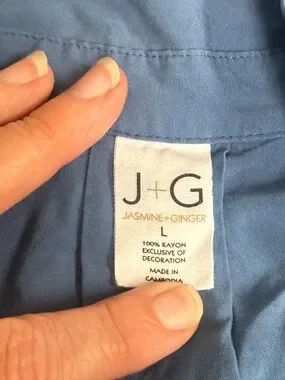 J+G
JASMINE+GINGER
L
100% RAYON
EXCLUSIVE OF
DECORATION
MADE IN
CAMBODIA